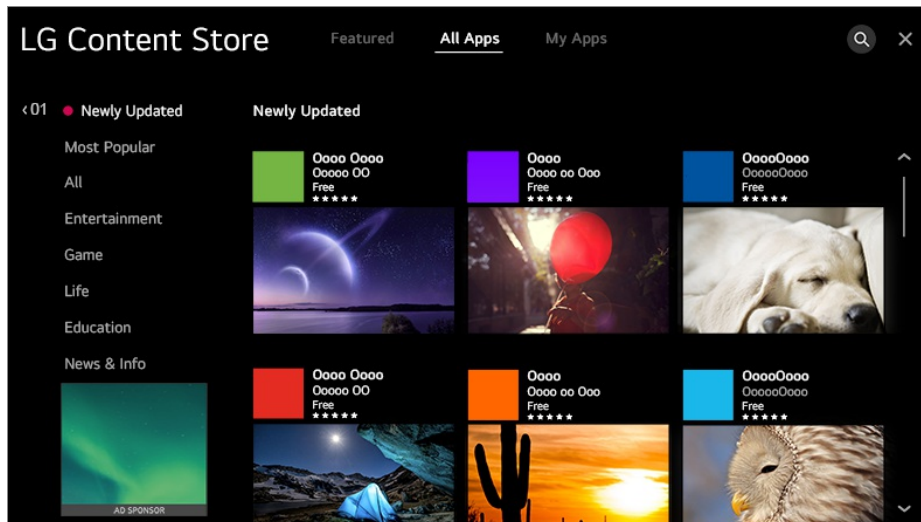 LG Content Store
Featured
All Apps
My Apps
‹01
Newly Updated
Most Popular
All
Entertainment
Game
Life
Education
News & Info
AD SPONSOR
Newly Updated
Oooo Oooo
Ooooo OO
Free
★★★★★
Oooo
Oooo oo Ooo
Free
★★★★★
OoooOooo
OooooOooo
Free
★★★★★
Oooo Oooo
Ooooo OO
Free
★★★★★
Oooo
Oooo oo Ooo
Free
★★★★★
OoooOooo
OooooOooo
Free
★★★★★